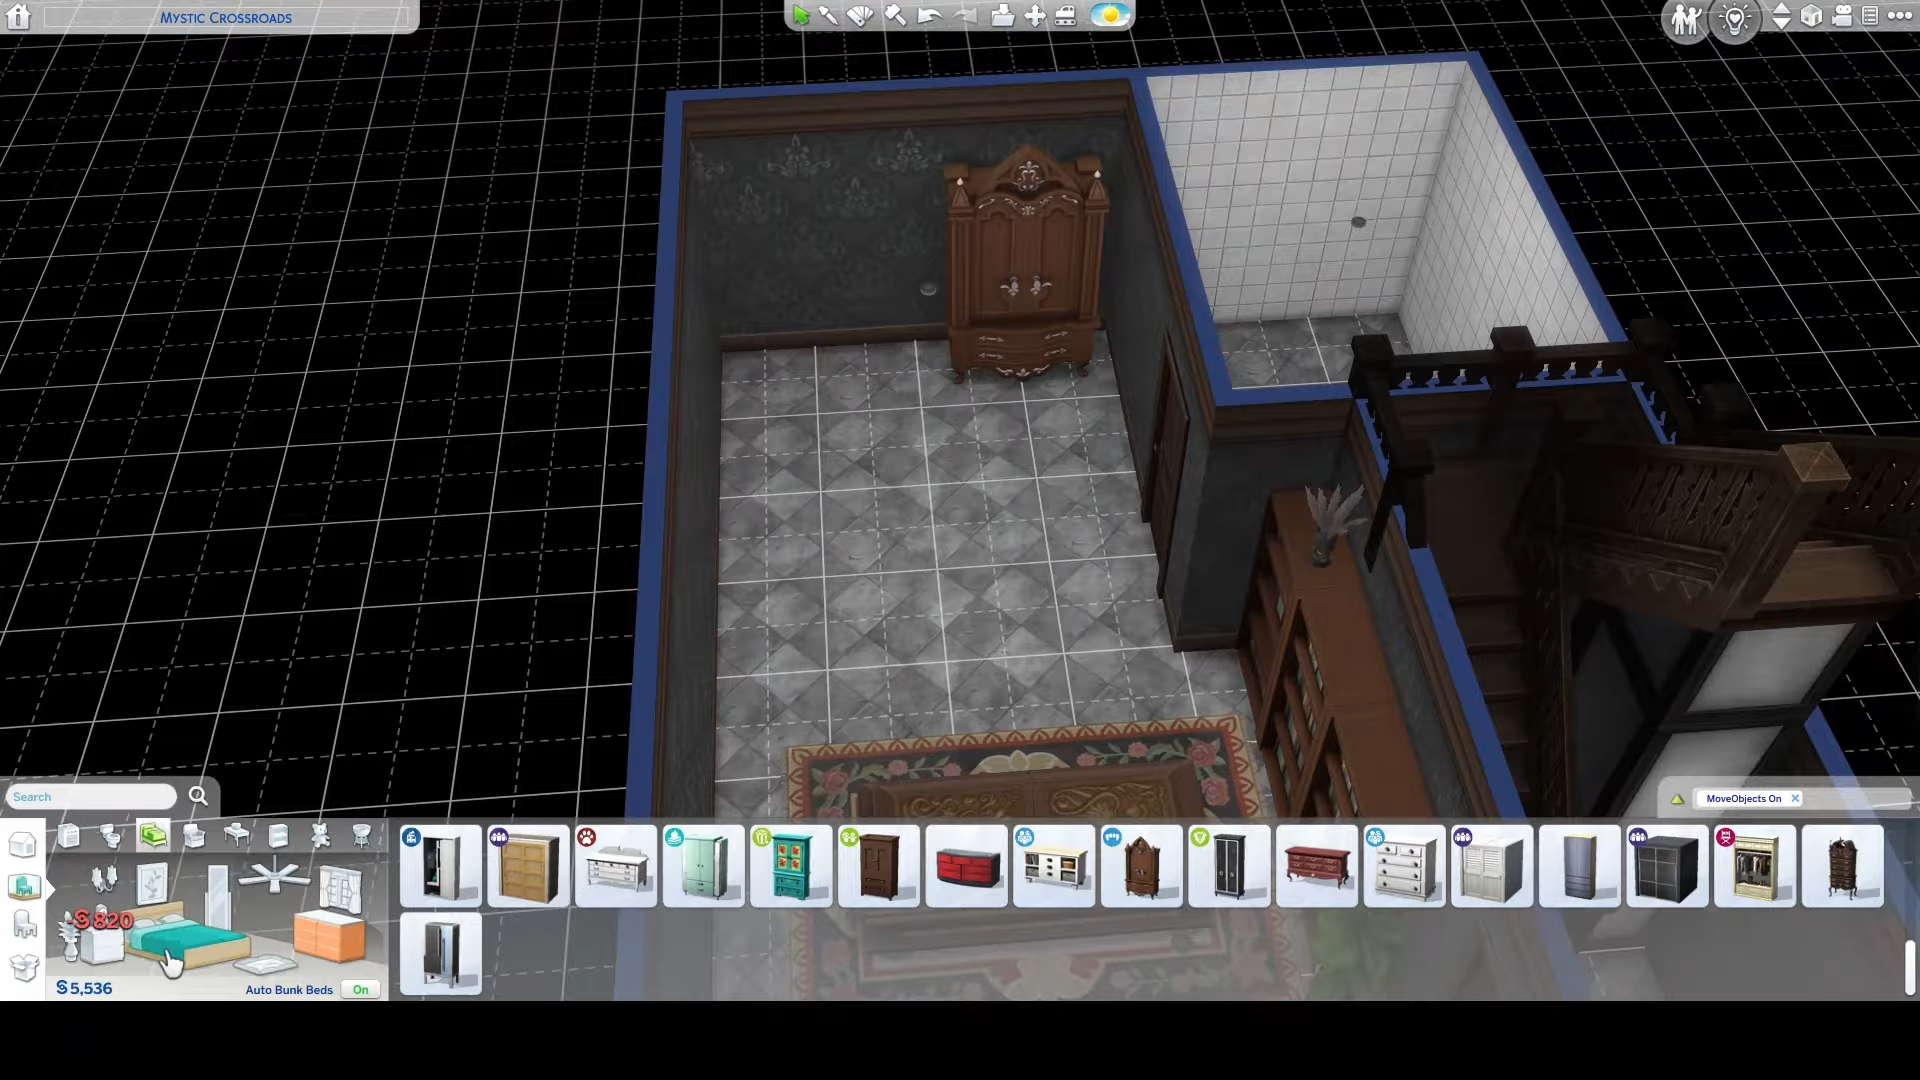 Mystic Crossroads
Search
MoveObjects On
§820
§5,536
Auto Bunk Beds
On